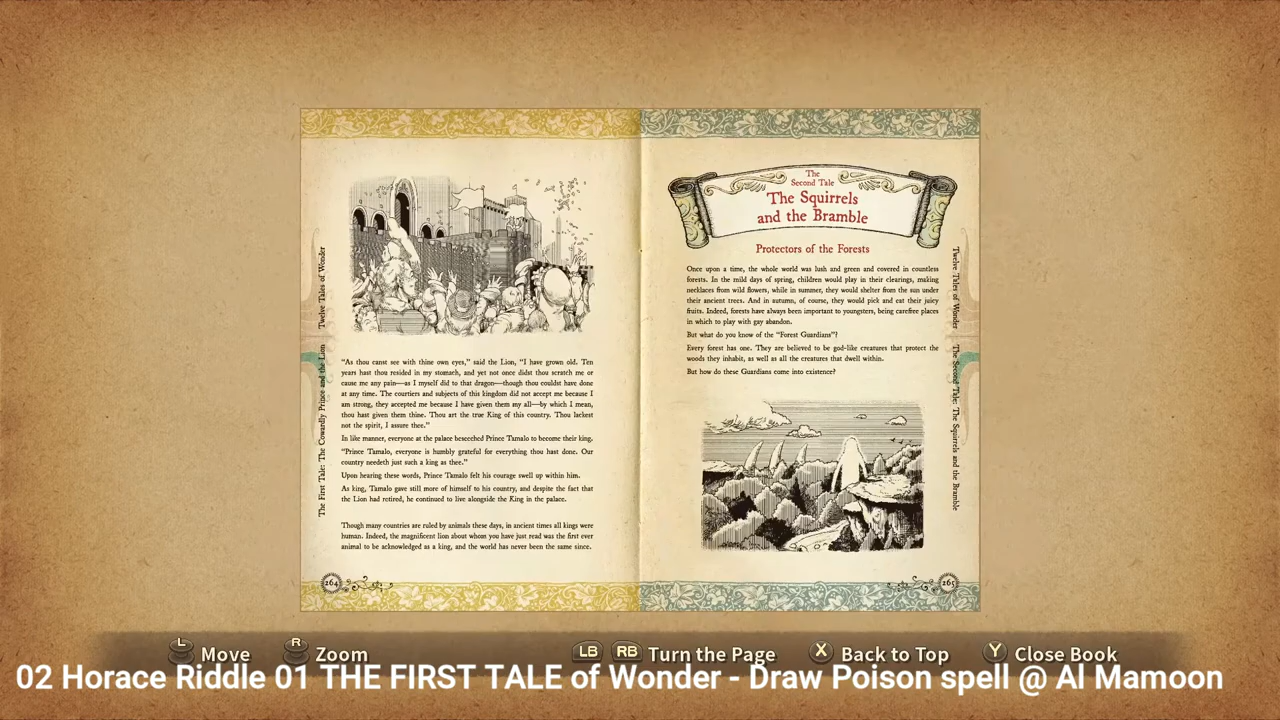 Twelve Tales of Wonder
The First Tale: The Cowardly Prince and the Lion
“As thou canst see with thine own eyes,” said the Lion, “I have grown old. Ten
years hast thou resided in my stomach, and yet not once didst thou scratch me or
cause me any pain—as I myself did to that dragon—though thou couldst have done
at any time. The courtiers and subjects of this kingdom did not accept me because I
am strong, they accepted me because I have given them my all—by which I mean,
thou hast given them thine. Thou art the true King of this country. Thou lackest
not the spirit, I assure thee.”
In like manner, everyone at the palace beseeched Prince Tamalo to become their king.
“Prince Tamalo, everyone is humbly grateful for everything thou hast done. Our
country needeth just such a king as thee.”
Upon hearing these words, Prince Tamalo felt his courage swell up within him.
As king, Tamalo gave still more of himself to his country, and despite the fact that
the Lion had retired, he continued to live alongside the King in the palace.
Though many countries are ruled by animals these days, in ancient times all kings were
human. Indeed, the magnificent lion about whom you have just read was the first ever
animal to be acknowledged as a king, and the world has never been the same since.
264
The
Second Tale
The Squirrels
and the Bramble
Protectors of the Forests
Once upon a time, the whole world was lush and green and covered in countless
forests. In the mild days of spring, children would play in their clearings, making
necklaces from wild flowers, while in summer, they would shelter from the sun under
their ancient trees. And in autumn, of course, they would pick and eat their juicy
fruits. Indeed, forests have always been important to youngsters, being carefree places
in which to play with gay abandon.
But what do you know of the “Forest Guardians”?
Every forest has one. They are believed to be god-like creatures that protect the
woods they inhabit, as well as all the creatures that dwell within.
But how do these Guardians come into existence?
Twelve Tales of Wonder
The Second Tale: The Squirrels and the Bramble
265
L Move R Zoom LB RB Turn the Page X Back to Top Y Close Book
02 Horace Riddle 01 THE FIRST TALE of Wonder - Draw Poison spell @ Al Mamoon